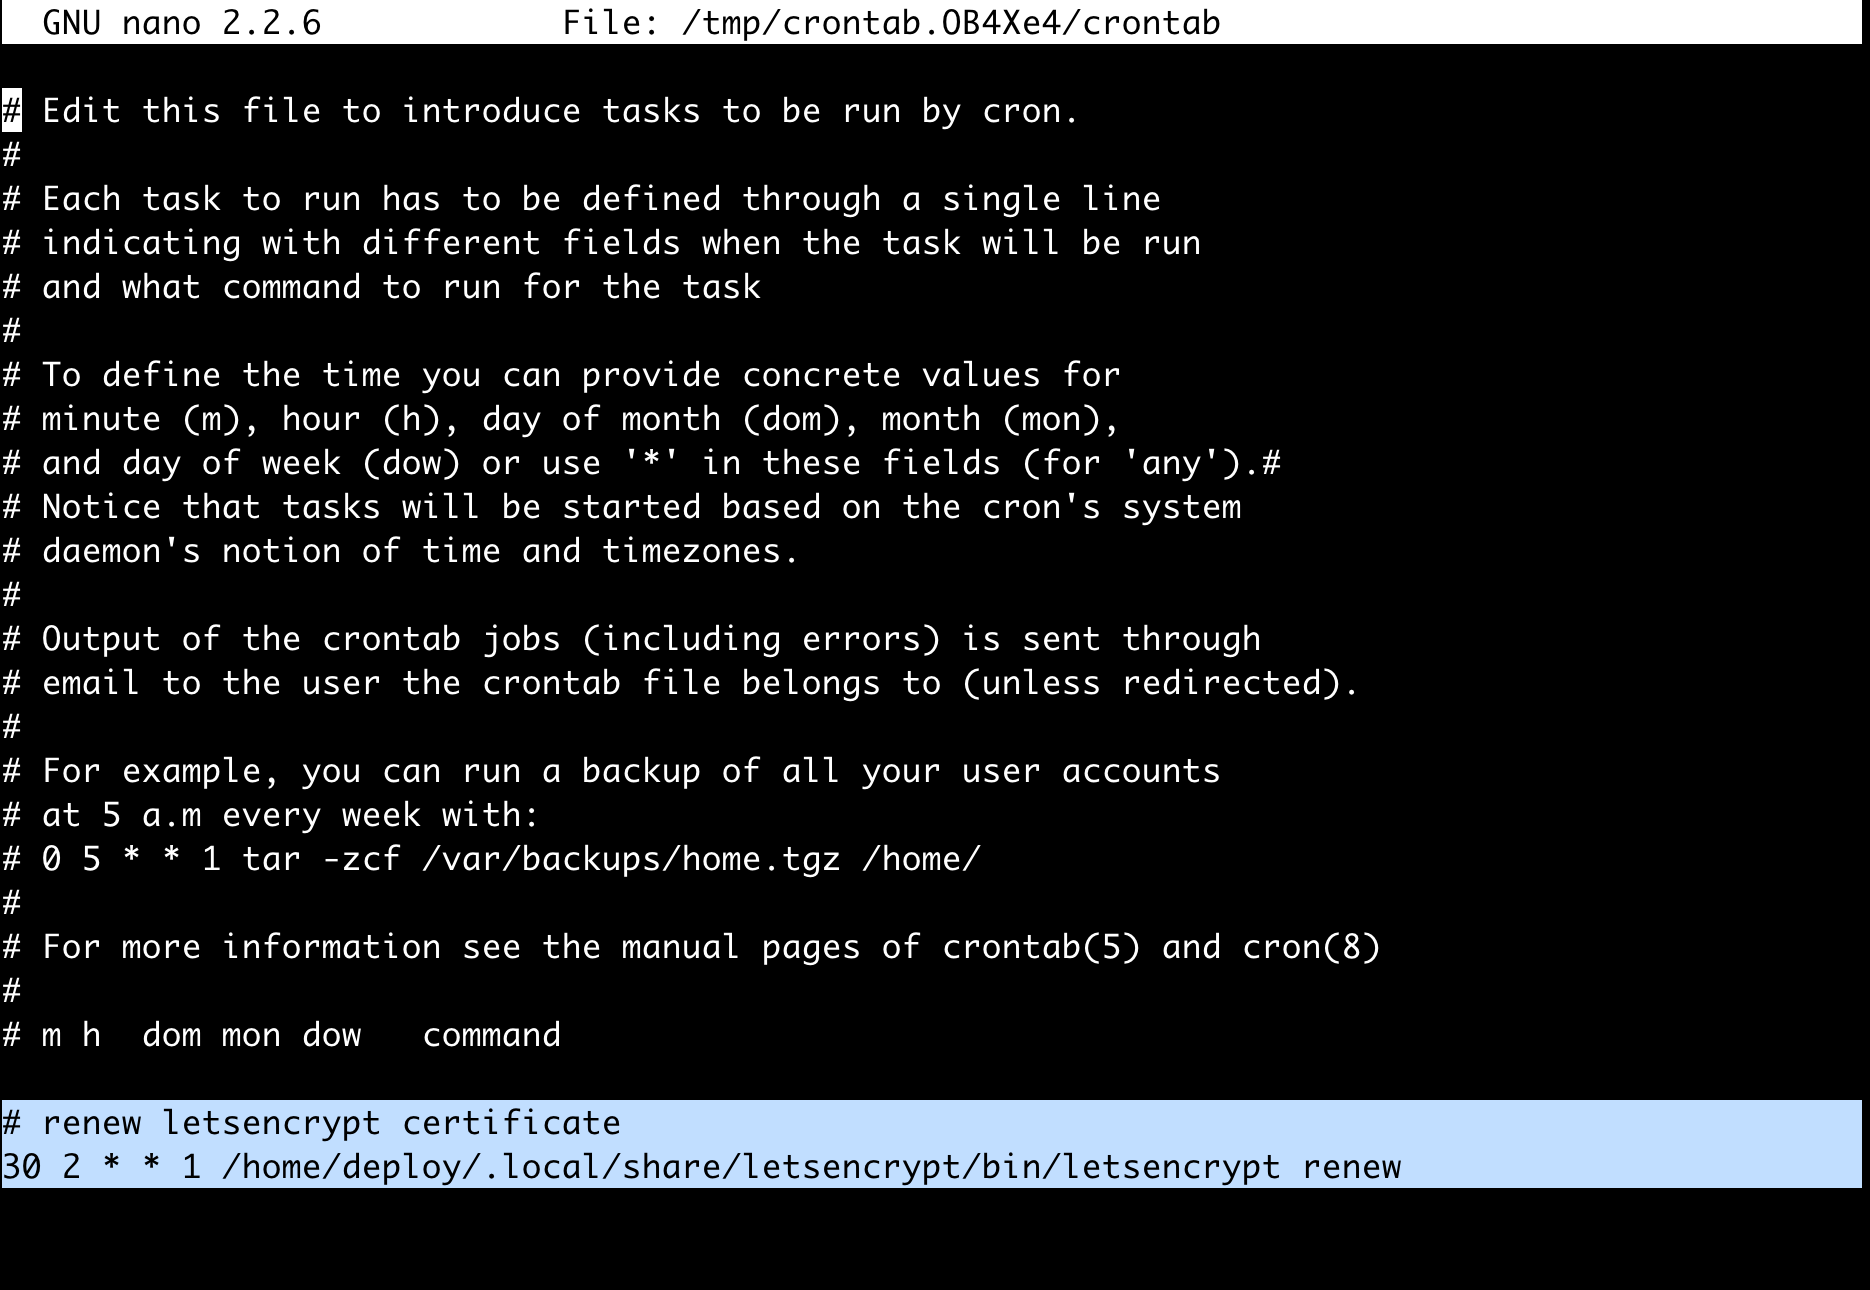 GNU nano 2.2.6            File: /tmp/crontab.OB4Xe4/crontab
# Edit this file to introduce tasks to be run by cron.
#
# Each task to run has to be defined through a single line
# indicating with different fields when the task will be run
# and what command to run for the task
#
# To define the time you can provide concrete values for
# minute (m), hour (h), day of month (dom), month (mon),
# and day of week (dow) or use '*' in these fields (for 'any').#
# Notice that tasks will be started based on the cron's system
# daemon's notion of time and timezones.
#
# Output of the crontab jobs (including errors) is sent through
# email to the user the crontab file belongs to (unless redirected).
#
# For example, you can run a backup of all your user accounts
# at 5 a.m every week with:
# 0 5 * * 1 tar -zcf /var/backups/home.tgz /home/
#
# For more information see the manual pages of crontab(5) and cron(8)
#
# m h  dom mon dow   command
# renew letsencrypt certificate
30 2 * * 1 /home/deploy/.local/share/letsencrypt/bin/letsencrypt renew